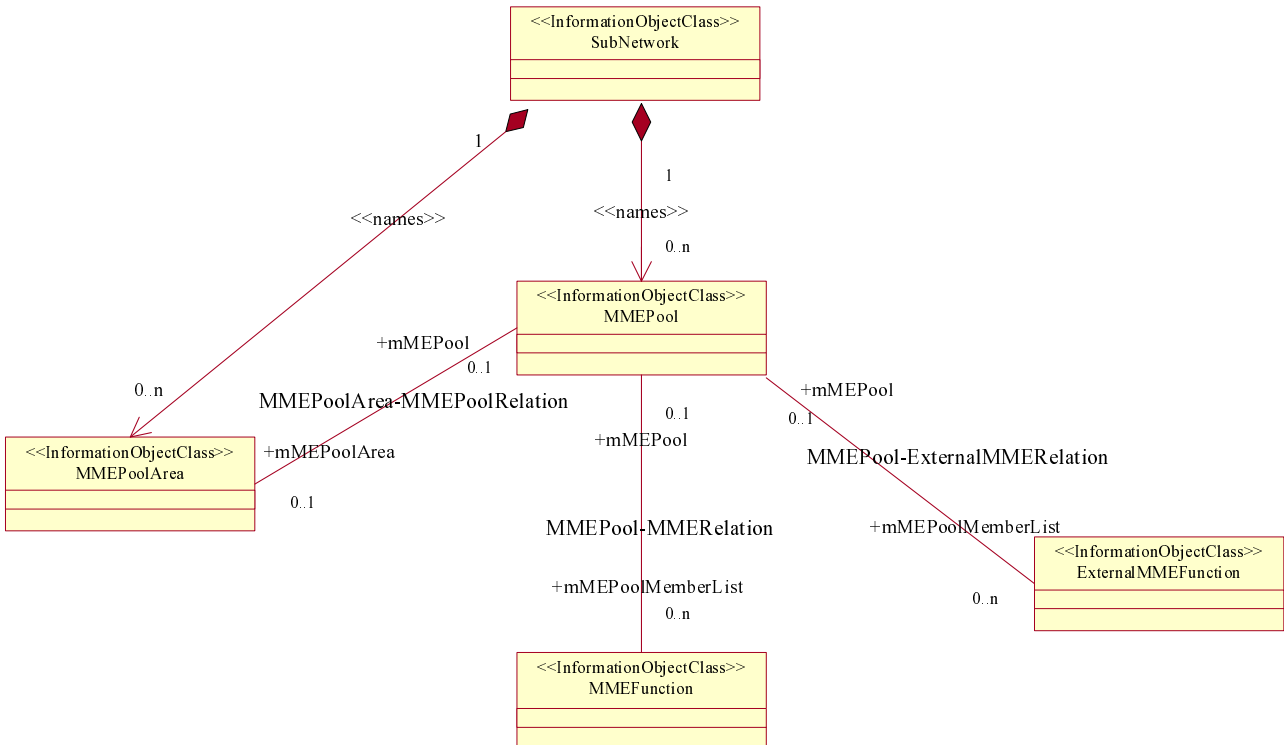 <<InformationObjectClass>>
SubNetwork
1
1
<<names>>
<<names>>
0..n
<<InformationObjectClass>>
MMEPool
+mMEPool
0..1
0..n
+mMEPool
0..1
MMEPoolArea-MMEPoolRelation
0..1
+mMEPool
<<InformationObjectClass>>
MMEPoolArea
+mMEPoolArea
0..1
MMEPool-ExternalMMERelation
MMEPool-MMERelation
+mMEPoolMemberList
<<InformationObjectClass>>
ExternalMMEFunction
0..n
+mMEPoolMemberList
0..n
<<InformationObjectClass>>
MMEFunction